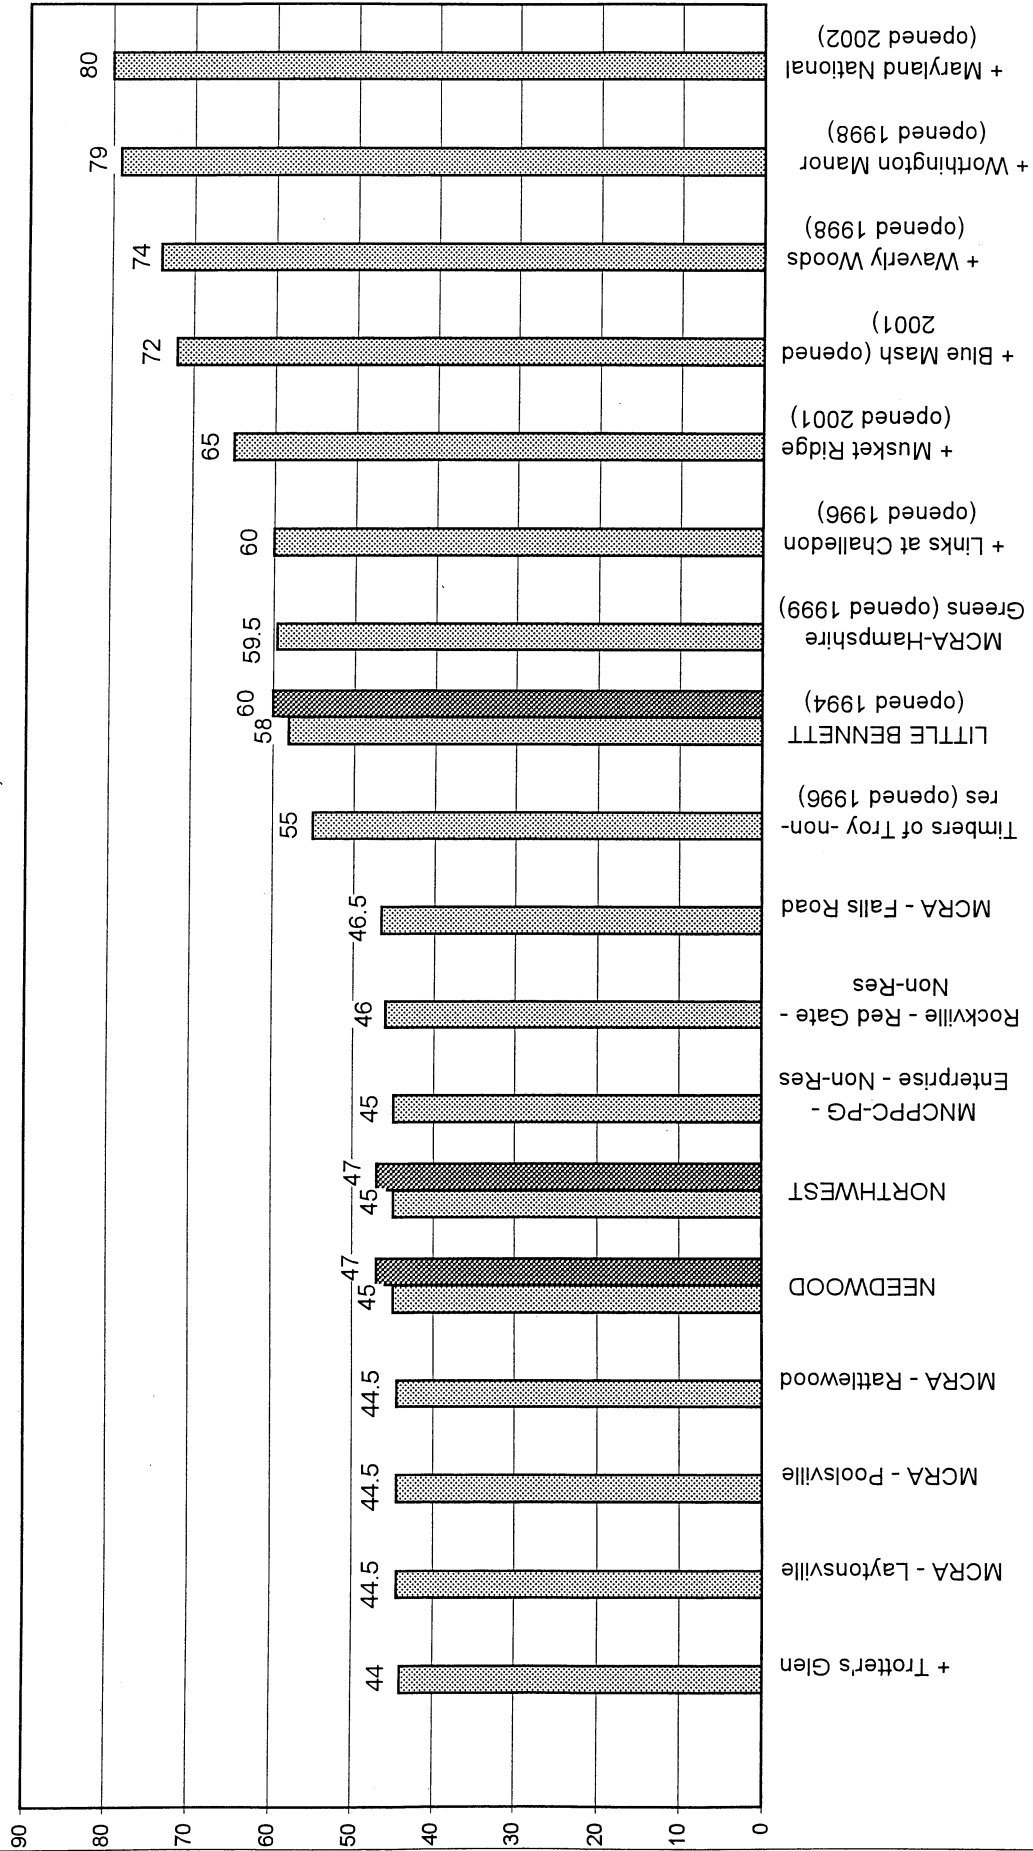 90
80
70
60
50
40
30
20
10
0
44
+ Trotter's Glen
44.5
MCRA - Laytonsville
44.5
MCRA - Poolsville
44.5
MCRA - Rattlewood
45
47
NEEDWOOD
45
47
NORTHWEST
45
MNCPPC-PG -
Enterprise - Non-Res
46
Rockville - Red Gate -
Non-Res
46.5
MCRA - Falls Road
55
Timbers of Troy -non-
res (opened 1996)
58
60
LITTLE BENNETT
(opened 1994)
59.5
MCRA-Hampshire
Greens (opened 1999)
60
+ Links at Challedon
(opened 1996)
65
+ Musket Ridge
(opened 2001)
72
+ Blue Mash (opened
2001)
74
+ Waverly Woods
(opened 1998)
79
+ Worthington Manor
(opened 1998)
80
+ Maryland National
(opened 2002)